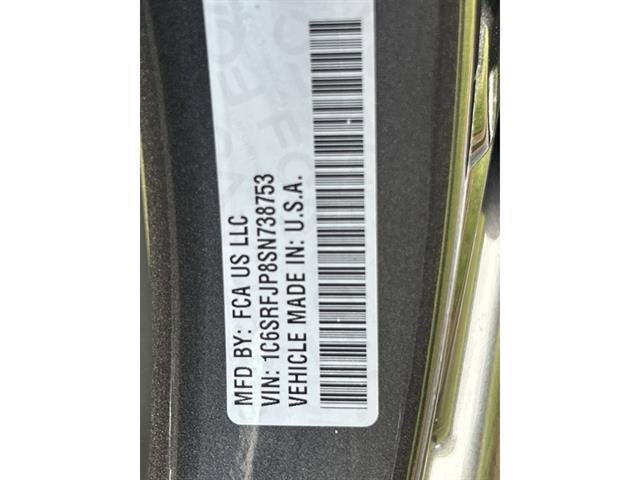 MFD BY: FCA US LLC
VIN: 1C6SRFJP8SN738753
VEHICLE MADE IN: U.S.A.